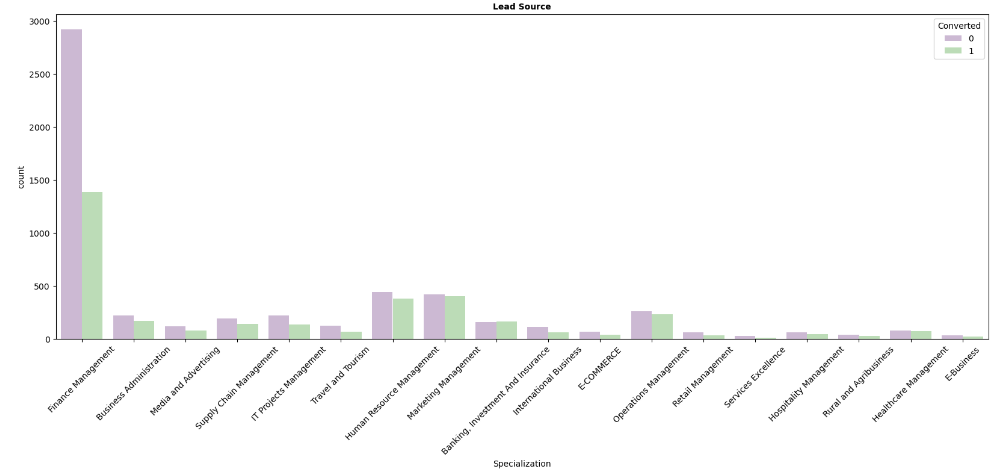 Lead Source
Converted
0
1
3000
2500
2000
1500
1000
500
0
count
Finance Management
Business Administration
Media and Advertising
Supply Chain Management
IT Projects Management
Travel and Tourism
Human Resource Management
Marketing Management
Banking, Investment And Insurance
International Business
E-COMMERCE
Operations Management
Retail Management
Services Excellence
Hospitality Management
Rural and Agribusiness
Healthcare Management
E-Business
Specialization